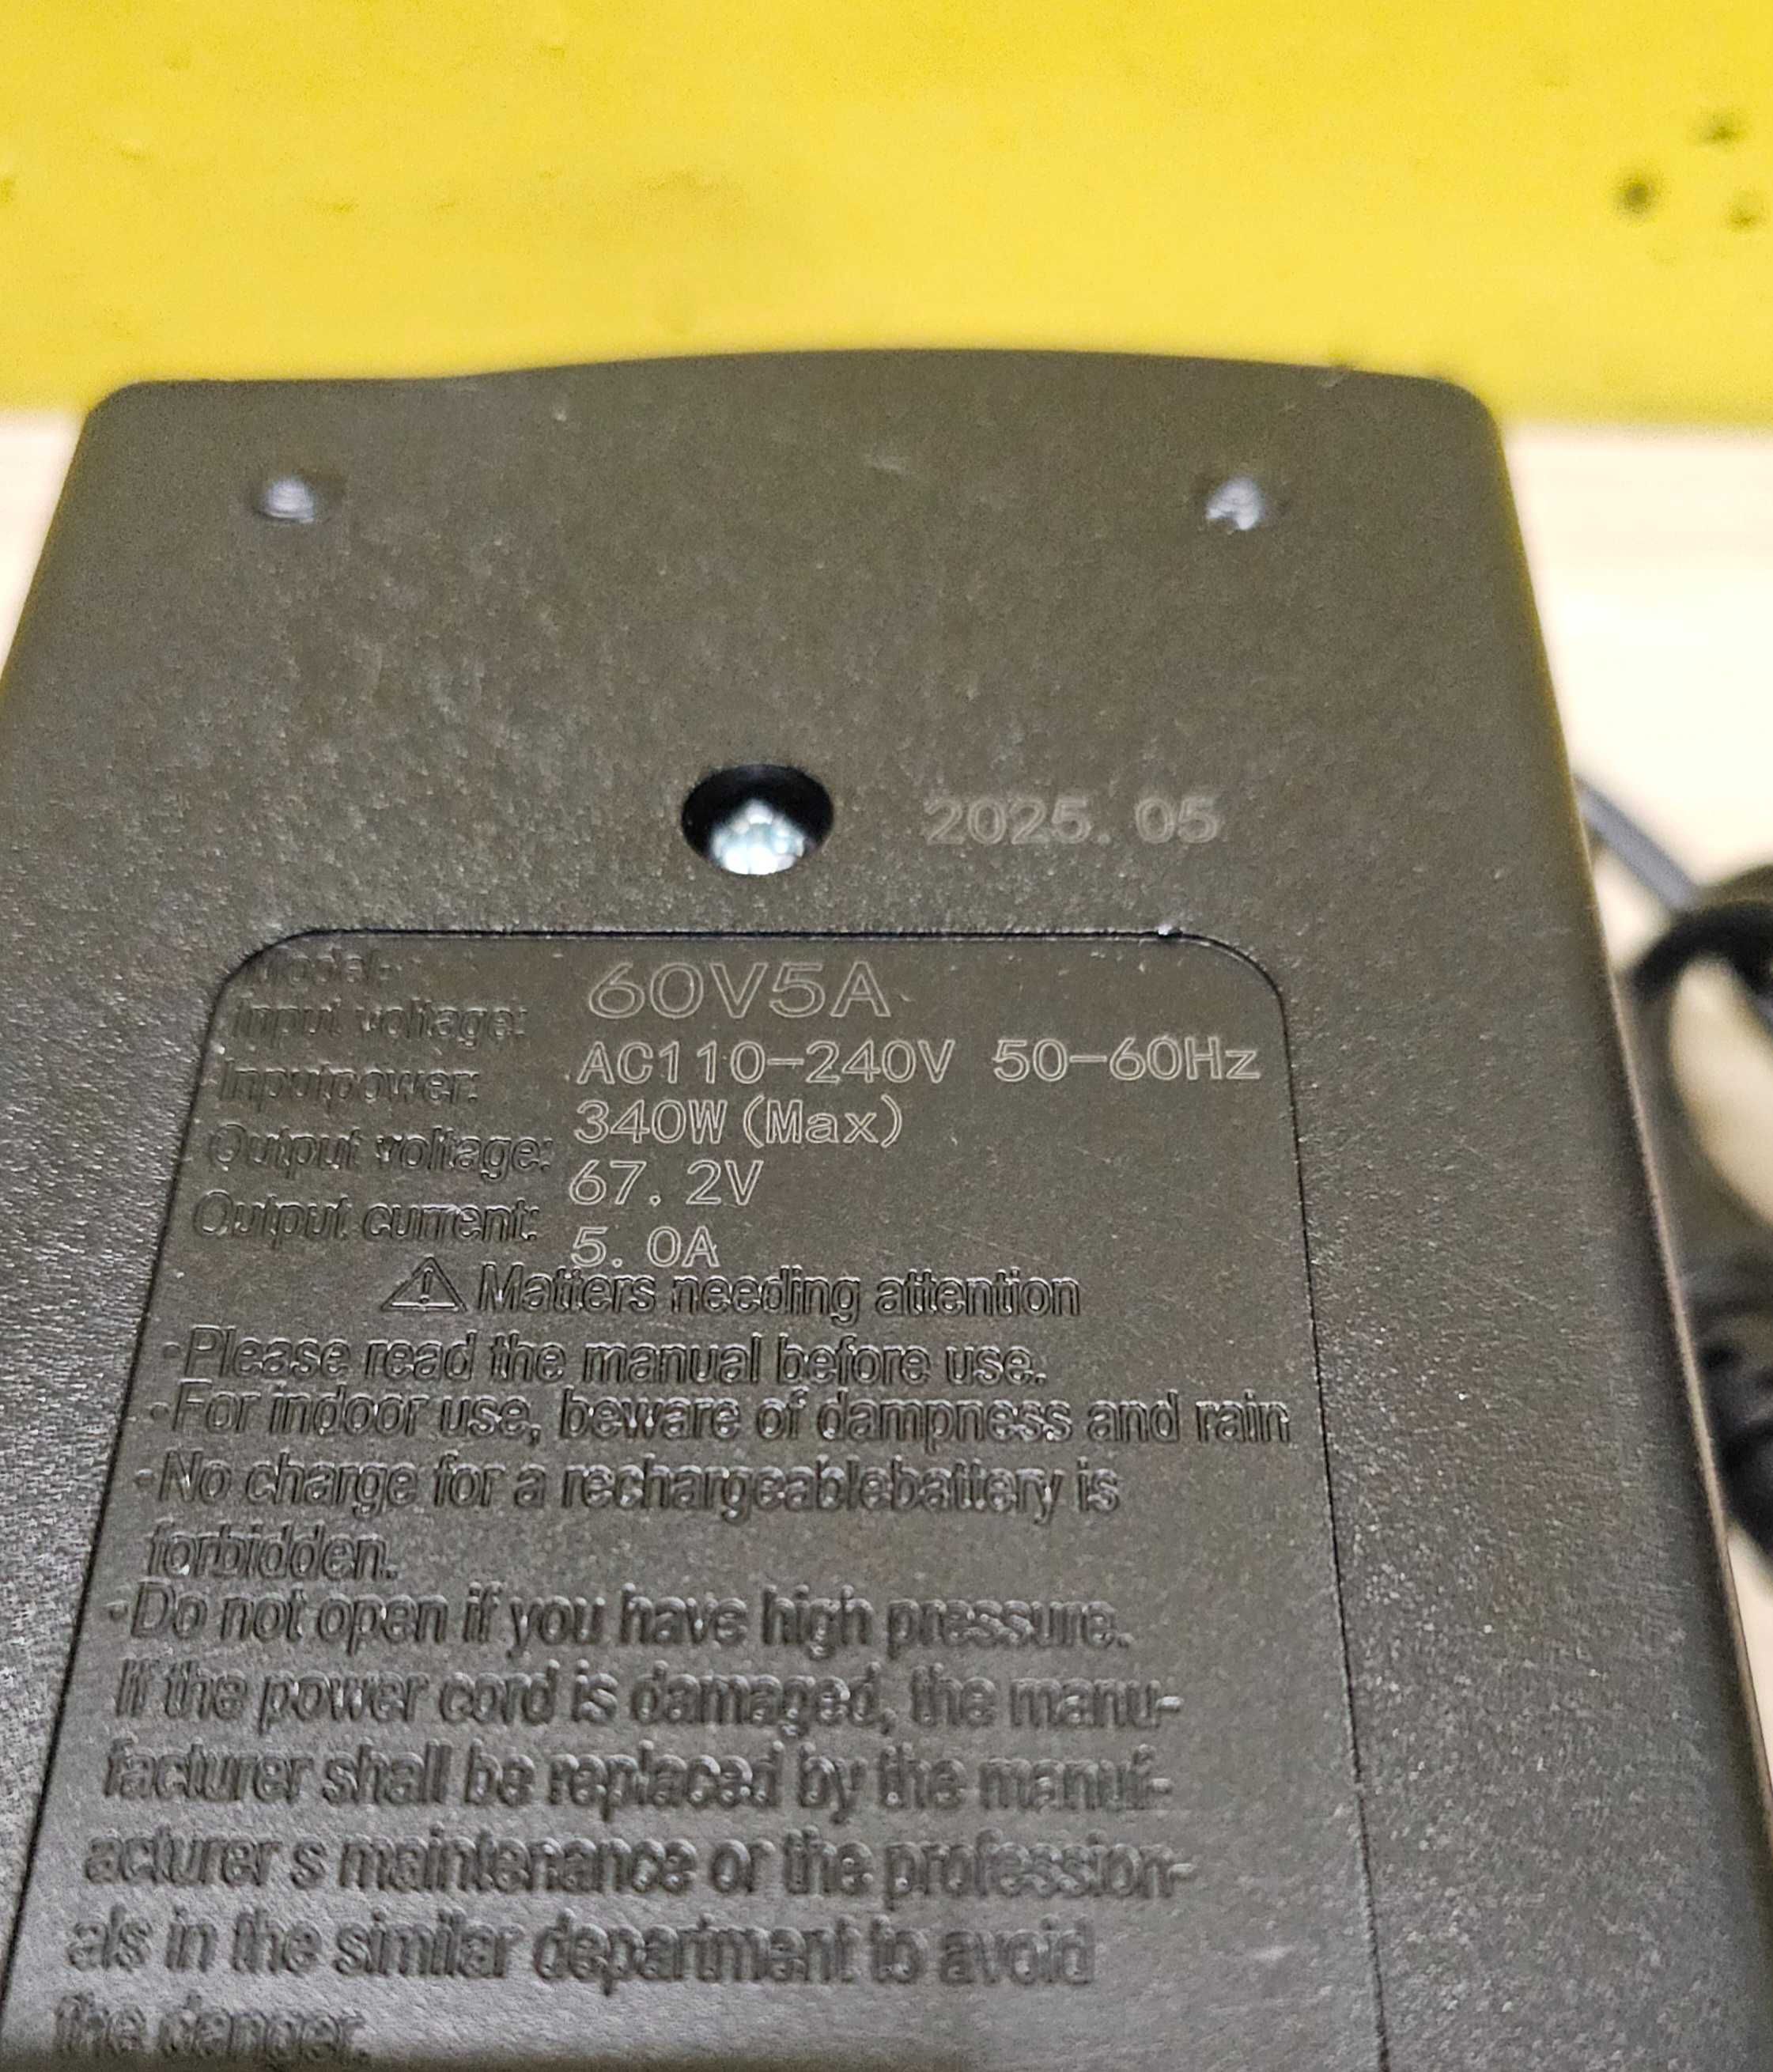 2025. 05
Model: 60V5A
Input voltage: AC110-240V 50-60Hz
Inputpower: 340W(Max)
Output voltage: 67. 2V
Output current: 5. 0A
Matters needing attention
-Please read the manual before use.
-For indoor use, beware of dampness and rain
-No charge for a rechargeablebattery is
forbidden.
-Do not open if you have high pressure.
If the power cord is damaged, the manu-
facturer shall be replaced by the manuf-
acturer s maintenance or the profession-
als in the similar department to avoid
the danger.